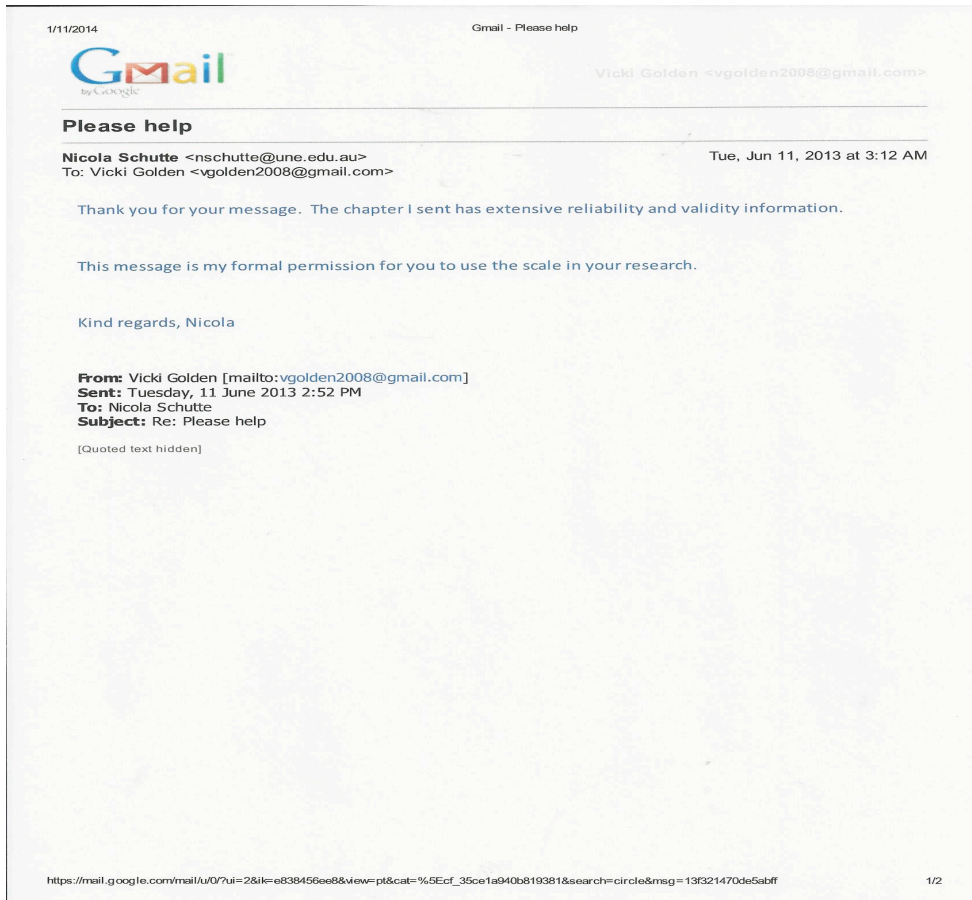 1/11/2014
Gmail - Please help
Gmail
by Google
Vicki Golden <vgolden2008@gmail.com>
Please help
Nicola Schutte <nschutte@une.edu.au>
Tue, Jun 11, 2013 at 3:12 AM
To: Vicki Golden <vgolden2008@gmail.com>
Thank you for your message.  The chapter I sent has extensive reliability and validity information.
This message is my formal permission for you to use the scale in your research.
Kind regards, Nicola
From: Vicki Golden [mailto:vgolden2008@gmail.com]
Sent: Tuesday, 11 June 2013 2:52 PM
To: Nicola Schutte
Subject: Re: Please help
[Quoted text hidden]
https://mail.google.com/mail/u/0/?ui=2&ik=e838456ee8&view=pt&cat=%5Ecf_35ce1a940b819381&search=circle&msg=13f321470de5abff
1/2